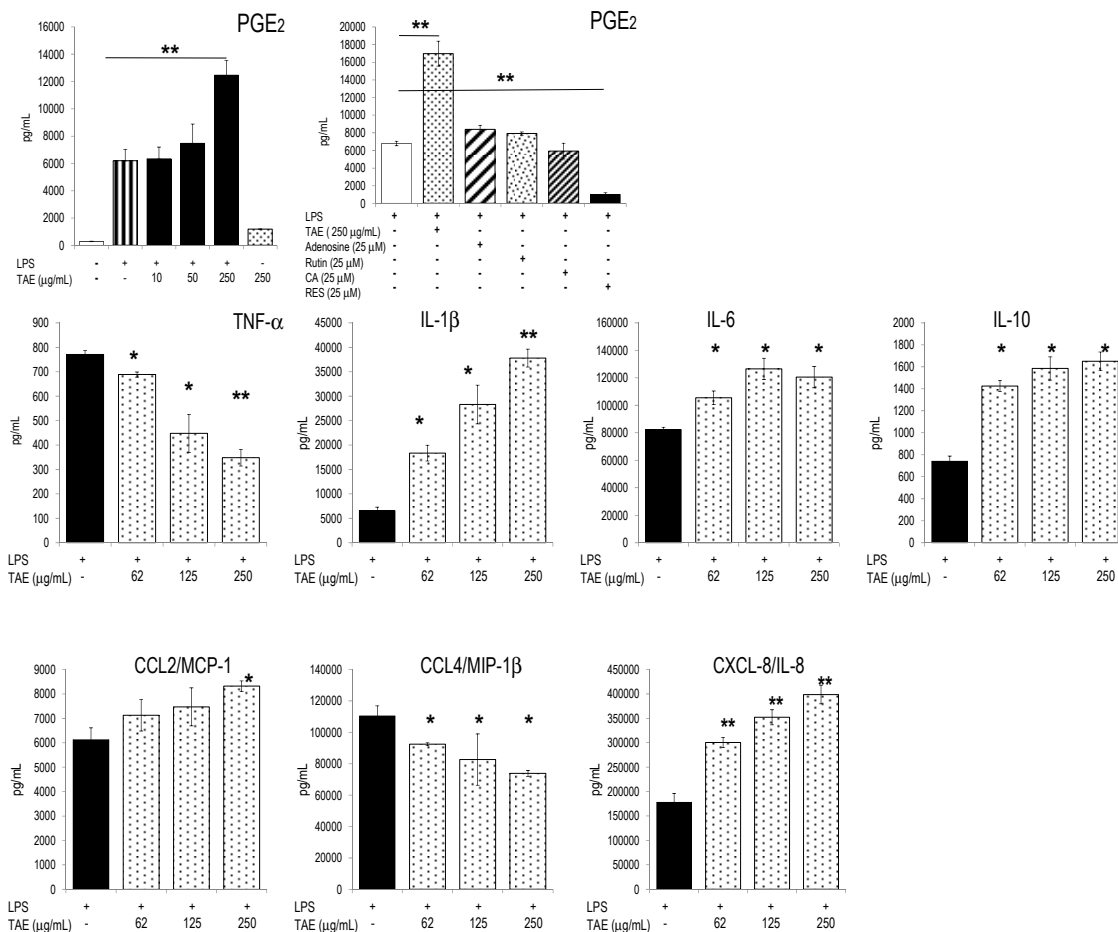 PGE2
**
14000
12000
10000
8000
6000
4000
2000
0
pg/mL
LPS - + + + + -
TAE (µg/mL) - - 10 50 250 250
PGE2
**
**
20000
18000
16000
14000
12000
10000
8000
6000
4000
2000
0
pg/mL
LPS + + + + + +
TAE ( 250 µg/mL) - + - - - -
Adenosine (25 µM) - - + - - -
Rutin (25 µM) - - - + - -
CA (25 µM) - - - - + -
RES (25 µM) - - - - - +
TNF-α
900
800
700
600
500
400
300
200
100
0
pg/mL
* * **
LPS + + + +
TAE (µg/mL) - 62 125 250
IL-1β
45000
40000
35000
30000
25000
20000
15000
10000
5000
0
pg/mL
* * **
LPS + + + +
TAE (µg/mL) - 62 125 250
IL-6
160000
140000
120000
100000
80000
60000
40000
20000
0
pg/mL
* * *
LPS + + + +
TAE (µg/mL) - 62 125 250
IL-10
2000
1800
1600
1400
1200
1000
800
600
400
200
0
pg/mL
* * *
LPS + + + +
TAE (µg/mL) - 62 125 250
CCL2/MCP-1
9000
8000
7000
6000
5000
4000
3000
2000
1000
0
pg/mL
*
LPS + + + +
TAE (µg/mL) - 62 125 250
CCL4/MIP-1β
140000
120000
100000
80000
60000
40000
20000
0
pg/mL
* * *
LPS + + + +
TAE (µg/mL) - 62 125 250
CXCL-8/IL-8
450000
400000
350000
300000
250000
200000
150000
100000
50000
0
pg/mL
** ** **
LPS + + + +
TAE (µg/mL) - 62 125 250